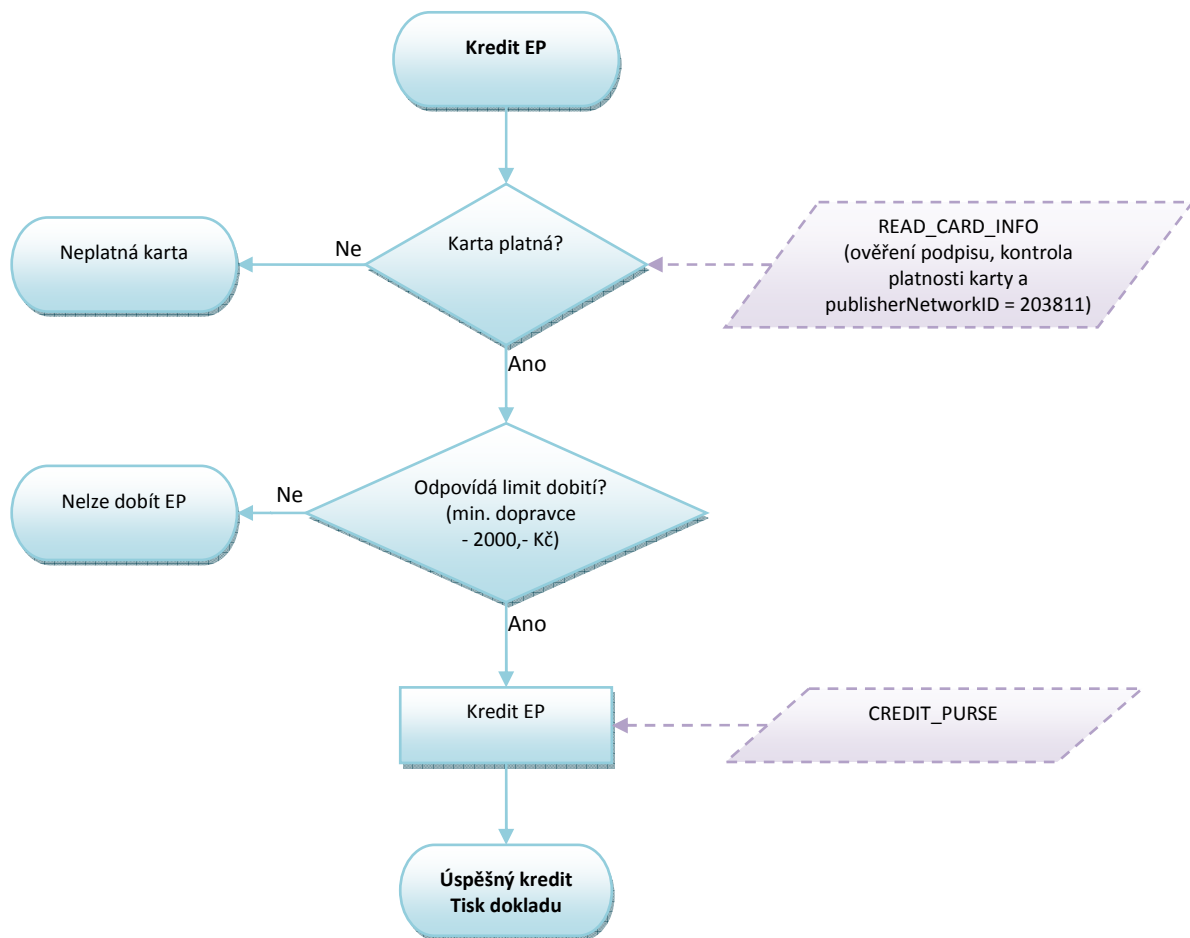 Kredit EP
Neplatná karta
Ne
Karta platná?
READ_CARD_INFO
(ověření podpisu, kontrola
platnosti karty a
publisherNetworkID = 203811)
Ano
Nelze dobít EP
Ne
Odpovídá limit dobití?
(min. dopravce
- 2000,- Kč)
Ano
Kredit EP
CREDIT_PURSE
Úspěšný kredit
Tisk dokladu